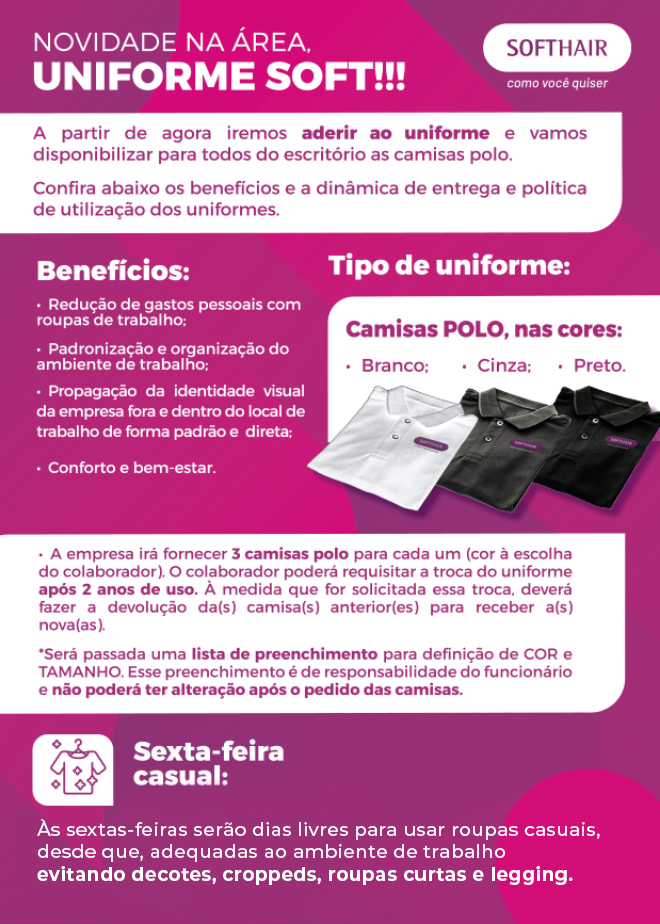 NOVIDADE NA ÁREA,
UNIFORME SOFT!!!
SOFTHAIR
como você quiser
A partir de agora iremos aderir ao uniforme e vamos
disponibilizar para todos do escritório as camisas polo.
Confira abaixo os benefícios e a dinâmica de entrega e política
de utilização dos uniformes.
Benefícios:
• Redução de gastos pessoais com
roupas de trabalho;
• Padronização e organização do
ambiente de trabalho;
• Propagação da identidade visual
da empresa fora e dentro do local de
trabalho de forma padrão e direta;
• Conforto e bem-estar.
Tipo de uniforme:
Camisas POLO, nas cores:
• Branco; • Cinza; • Preto.
SOFTHAIR
SOFTHAIR
SOFTHAIR
• A empresa irá fornecer 3 camisas polo para cada um (cor à escolha
do colaborador). O colaborador poderá requisitar a troca do uniforme
após 2 anos de uso. À medida que for solicitada essa troca, deverá
fazer a devolução da(s) camisa(s) anterior(es) para receber a(s)
nova(as).
*Será passada uma lista de preenchimento para definição de COR e
TAMANHO. Esse preenchimento é de responsabilidade do funcionário
e não poderá ter alteração após o pedido das camisas.
Sexta-feira
casual:
Às sextas-feiras serão dias livres para usar roupas casuais,
desde que, adequadas ao ambiente de trabalho
evitando decotes, croppeds, roupas curtas e legging.